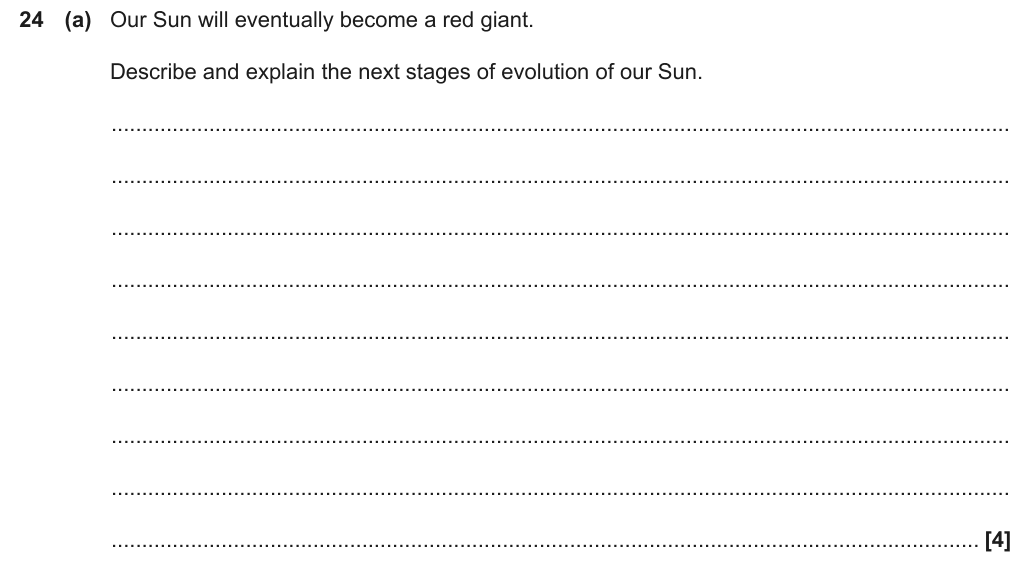 24 (a) Our Sun will eventually become a red giant.
Describe and explain the next stages of evolution of our Sun.
[4]